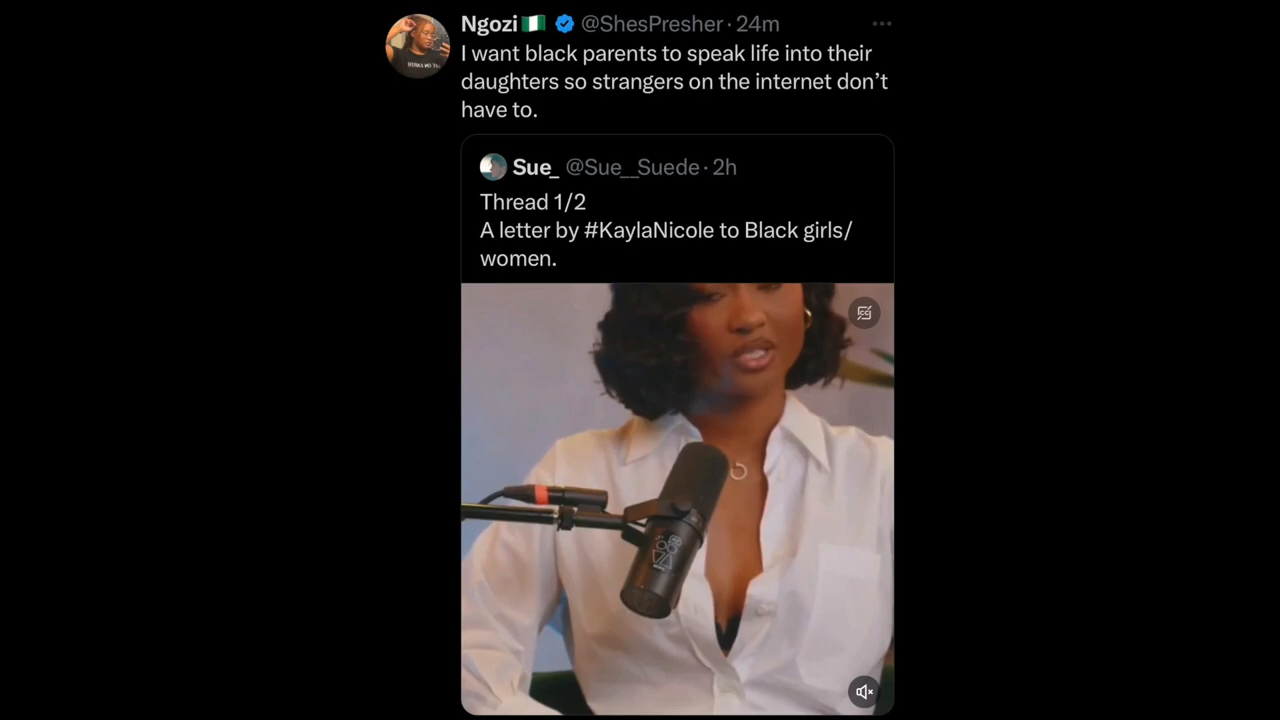 Ngozi🇳🇬 @ShesPresher · 24m
I want black parents to speak life into their
daughters so strangers on the internet don’t
have to.
Sue_ @Sue__Suede · 2h
Thread 1/2
A letter by #KaylaNicole to Black girls/
women.
CC